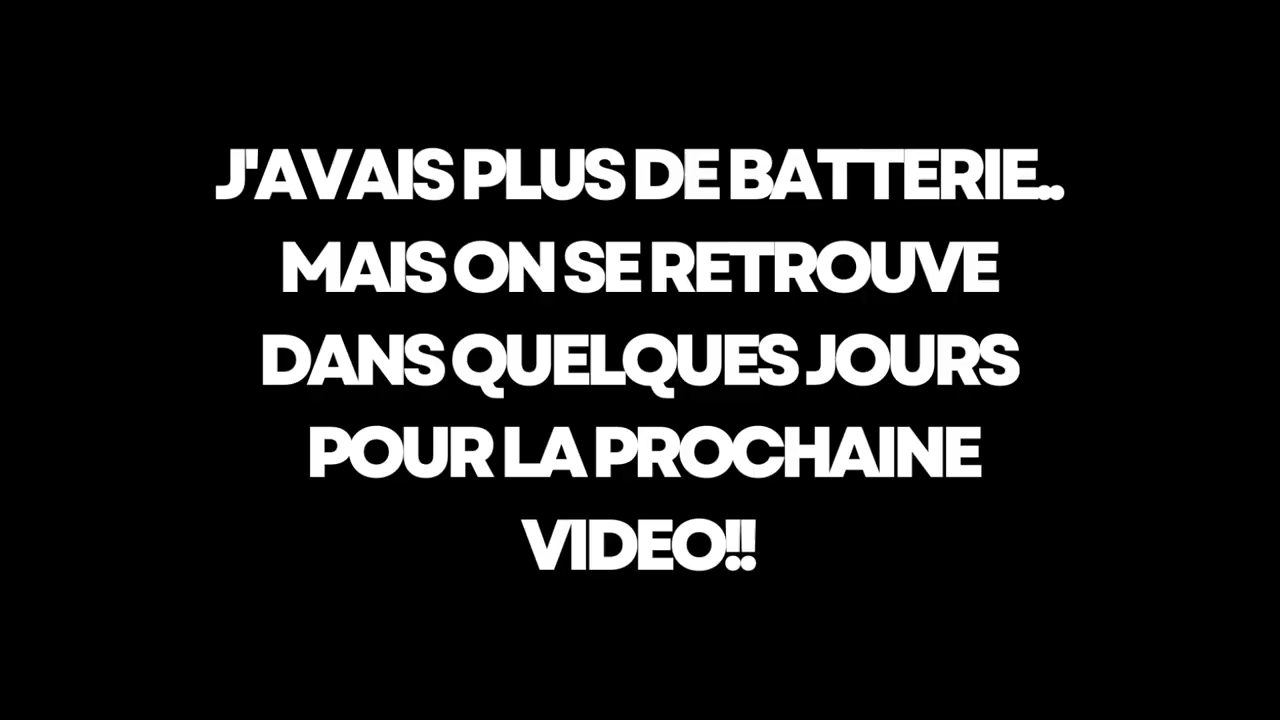 J'AVAIS PLUS DE BATTERIE..
MAIS ON SE RETROUVE
DANS QUELQUES JOURS
POUR LA PROCHAINE
VIDEO!!